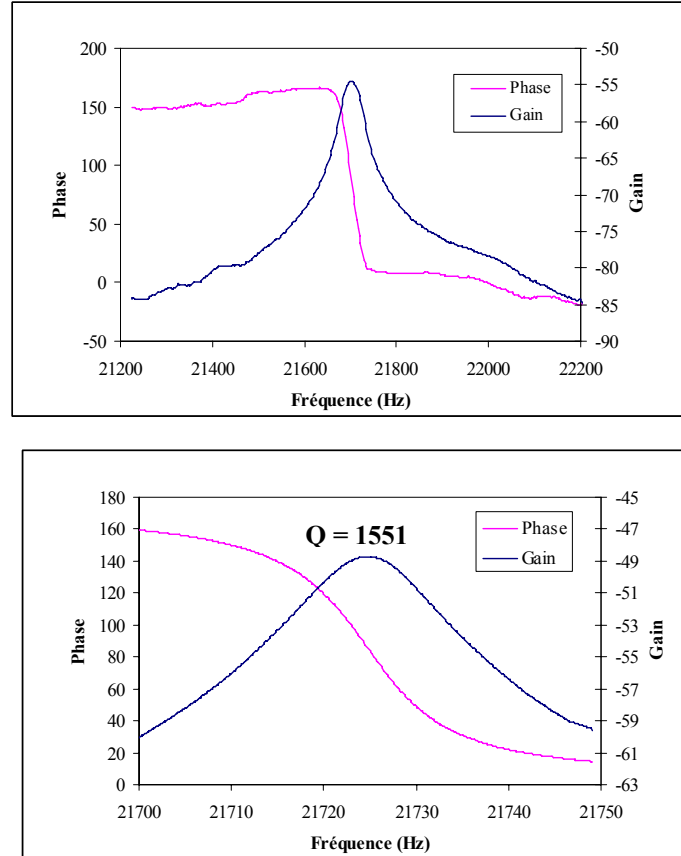 200
150
100
50
0
-50
Phase
-50
-55
-60
-65
-70
-75
-80
-85
-90
Gain
Phase
Gain
21200 21400 21600 21800 22000 22200
Fréquence (Hz)
180
160
140
120
100
80
60
40
20
0
Phase
Q = 1551
-45
-47
-49
-51
-53
-55
-57
-59
-61
-63
Gain
Phase
Gain
21700 21710 21720 21730 21740 21750
Fréquence (Hz)